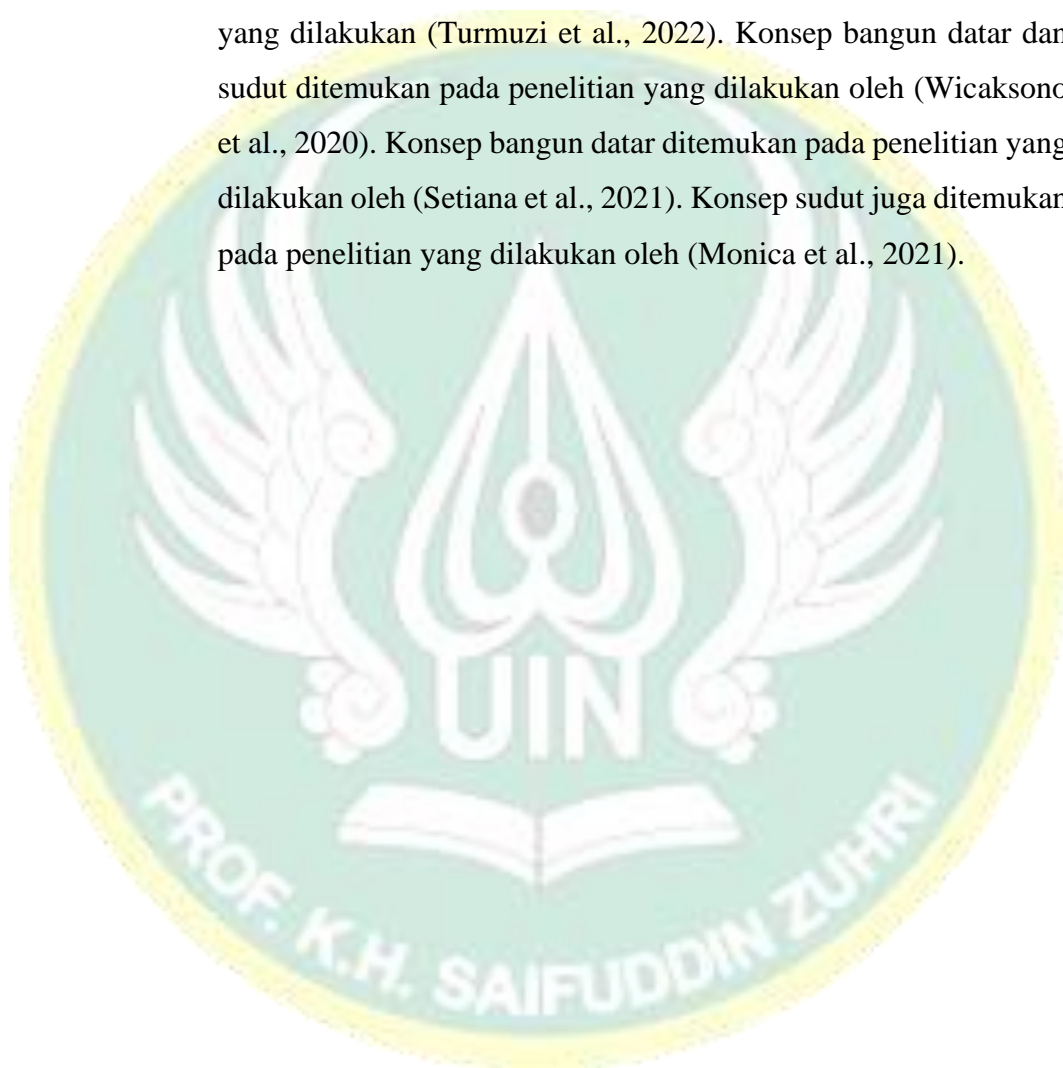 yang dilakukan (Turmuzi et al., 2022). Konsep bangun datar dan
sudut ditemukan pada penelitian yang dilakukan oleh (Wicaksono
et al., 2020). Konsep bangun datar ditemukan pada penelitian yang
dilakukan oleh (Setiana et al., 2021). Konsep sudut juga ditemukan
pada penelitian yang dilakukan oleh (Monica et al., 2021).
UIN
PROF. K.H. SAIFUDDIN ZUHRI